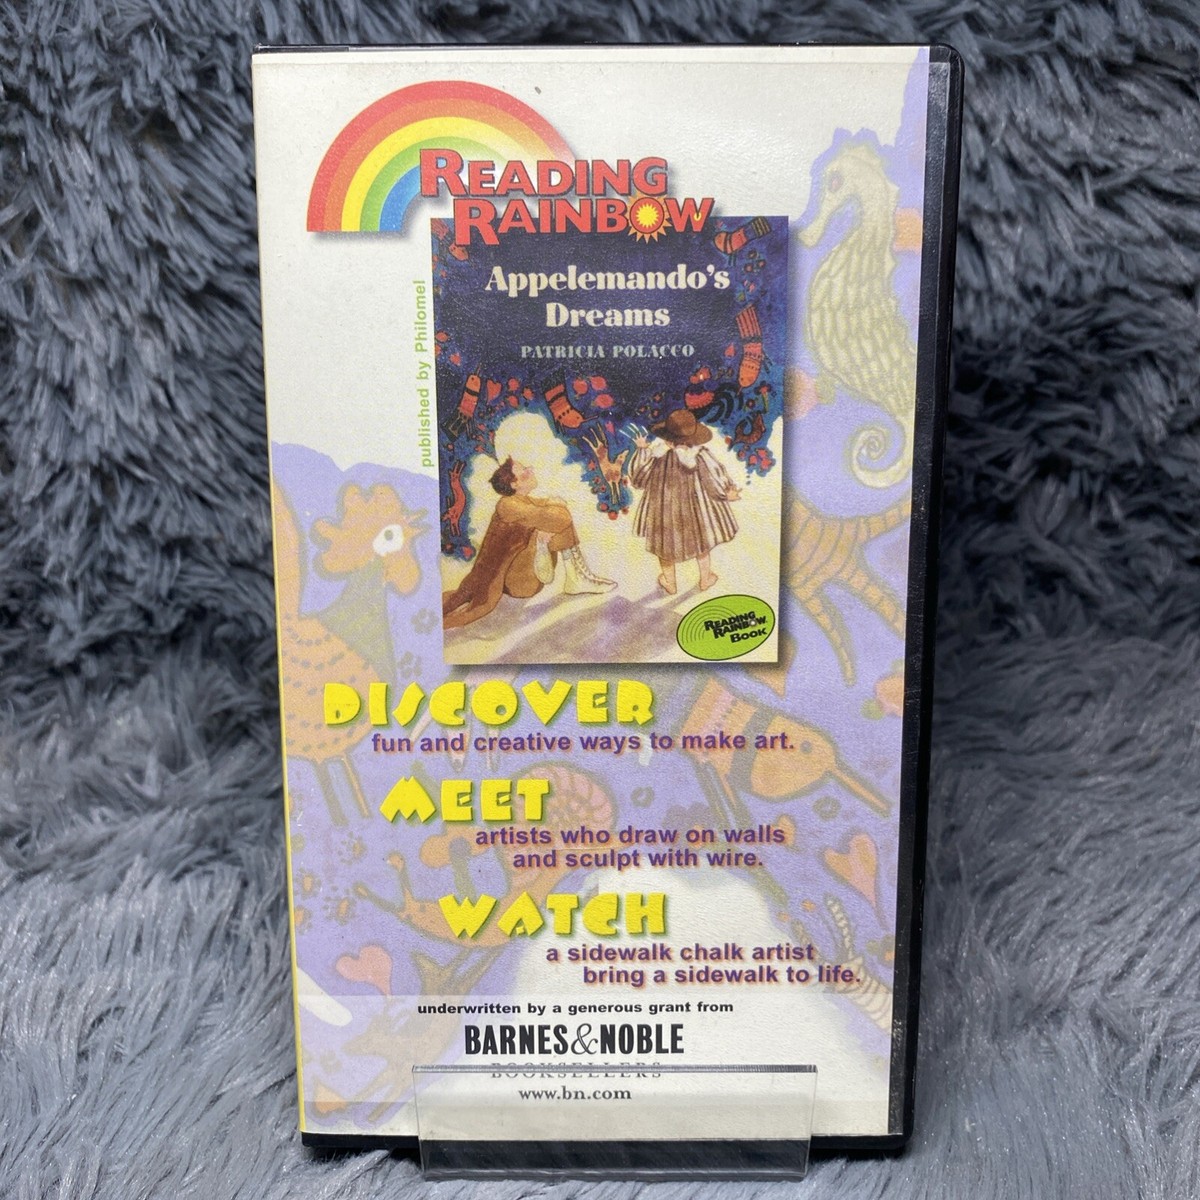 READING
RAINBOW
published by Philomel
Appelemando's
Dreams
PATRICIA POLACCO
READING
RAINBOW
BOOK
DISCOVER
fun and creative ways to make art.
MEET
artists who draw on walls
and sculpt with wire.
WATCH
a sidewalk chalk artist
bring a sidewalk to life.
underwritten by a generous grant from
BARNES&NOBLE
BOOKSELLERS
www.bn.com